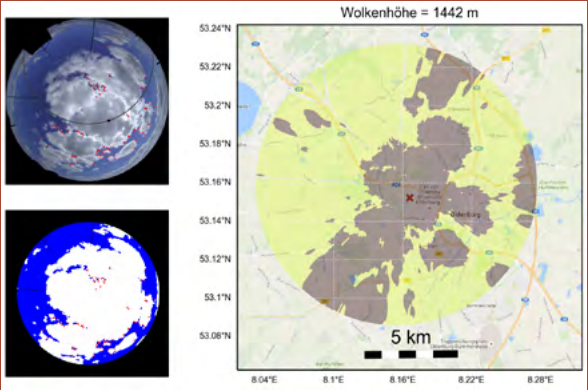 Wolkenhöhe = 1442 m
53.24°N
53.22°N
53.2°N
53.18°N
53.16°N
53.14°N
53.12°N
53.1°N
53.08°N
Oldenburg
5 km
8.04°E
8.1°E
8.16°E
8.22°E
8.28°E